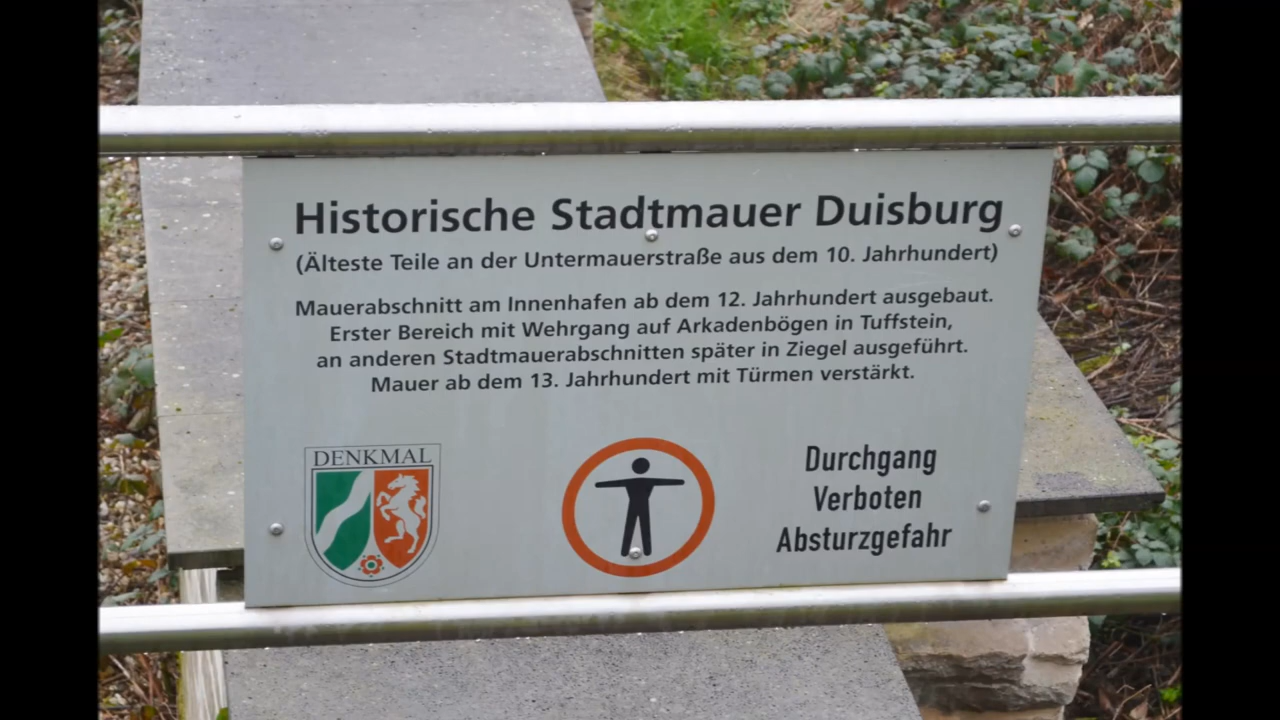 Historische Stadtmauer Duisburg
(Älteste Teile an der Untermauerstraße aus dem 10. Jahrhundert)
Mauerabschnitt am Innenhafen ab dem 12. Jahrhundert ausgebaut.
Erster Bereich mit Wehrgang auf Arkadenbögen in Tuffstein,
an anderen Stadtmauerabschnitten später in Ziegel ausgeführt.
Mauer ab dem 13. Jahrhundert mit Türmen verstärkt.
DENKMAL
Durchgang
Verboten
Absturzgefahr